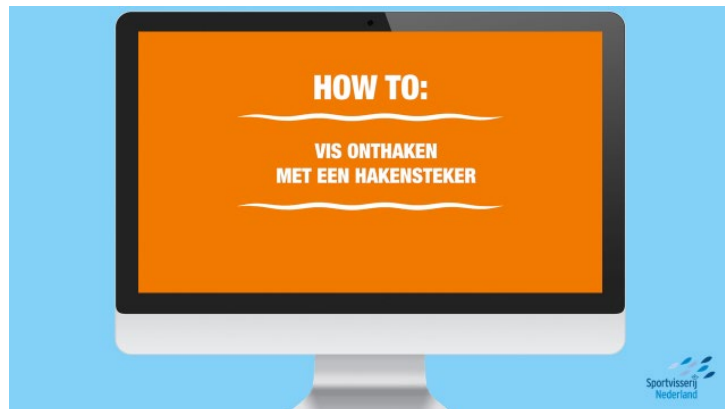 HOW TO:
VIS ONTHAKEN
MET EEN HAKENSTEKER
Sportvisserij
Nederland